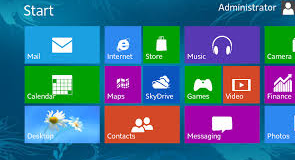 Start
Administrator
Mail
Internet
Store
Music
Camera
Calendar
Maps
SkyDrive
Games
Video
Finance
Desktop
Contacts
Messaging
Photos